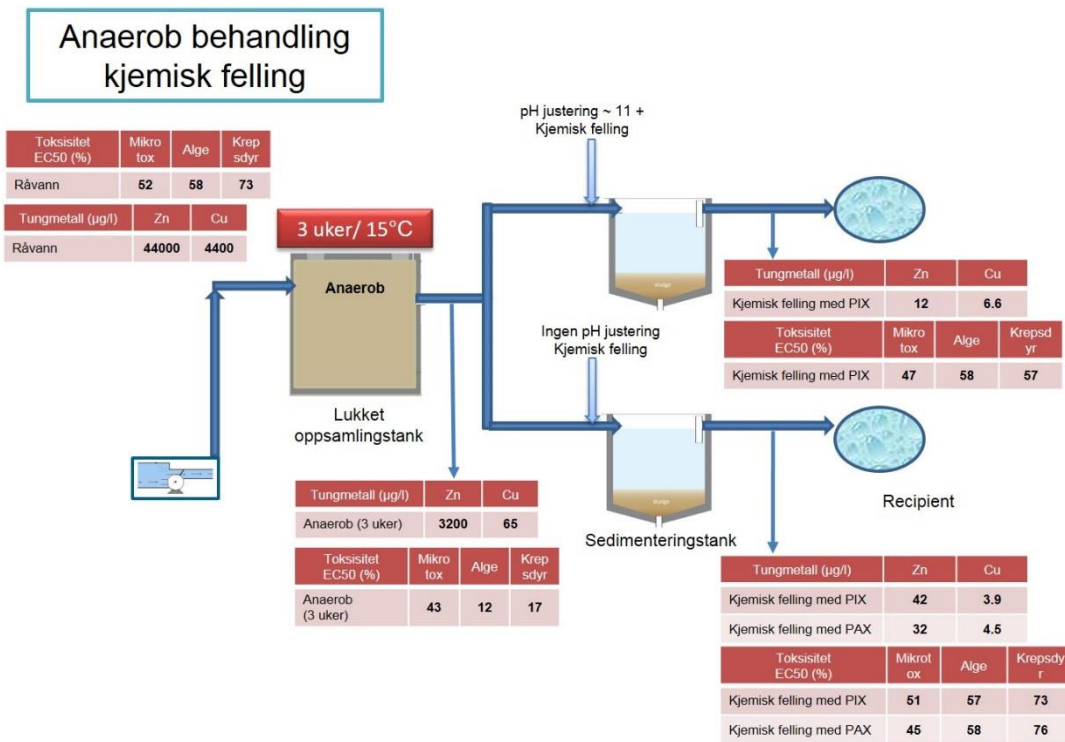 Anaerob behandling
kjemisk felling
pH justering ~ 11 +
Kjemisk felling
Toksisitet EC50 (%) Mikro tox Alge Krep sdyr
Råvann 52 58 73
Tungmetall (µg/l) Zn Cu
Råvann 44000 4400
3 uker/ 15°C
Anaerob
Lukket
oppsamlingstank
sludge
Tungmetall (µg/l) Zn Cu
Kjemisk felling med PIX 12 6.6
Toksisitet EC50 (%) Mikro tox Alge Krepsd yr
Kjemisk felling med PIX 47 58 57
Ingen pH justering
Kjemisk felling
sludge
Sedimenteringstank
Recipient
Tungmetall (µg/l) Zn Cu
Anaerob (3 uker) 3200 65
Toksisitet EC50 (%) Mikro tox Alge Krep sdyr
Anaerob (3 uker) 43 12 17
Tungmetall (µg/l) Zn Cu
Kjemisk felling med PIX 42 3.9
Kjemisk felling med PAX 32 4.5
Toksisitet EC50 (%) Mikrot ox Alge Krepsdy r
Kjemisk felling med PIX 51 57 73
Kjemisk felling med PAX 45 58 76